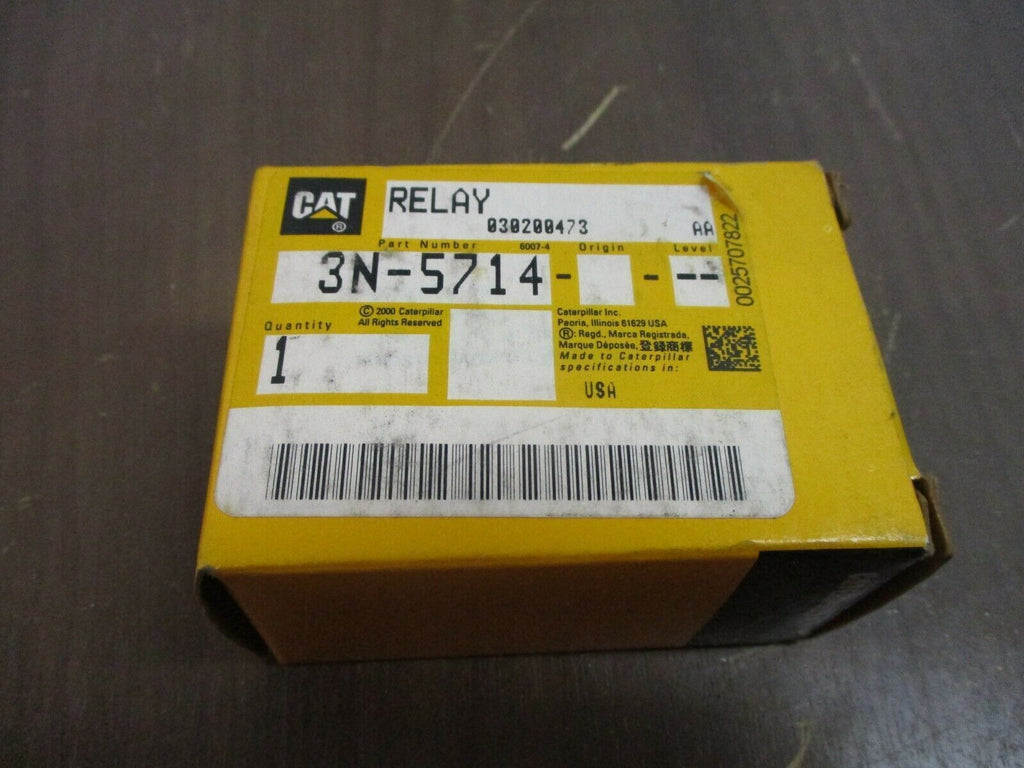 CAT
®
RELAY
030200473 AA
Part Number 6007-4 Origin Level
3N-5714- - --
Quantity
1
© 2000 Caterpillar
All Rights Reserved
Caterpillar Inc.
Peoria, Illinois 61629 USA
®: Regd., Marca Registrada,
Marque Déposée, 登録商標
Made to Caterpillar
specifications in:
USA
0025707822